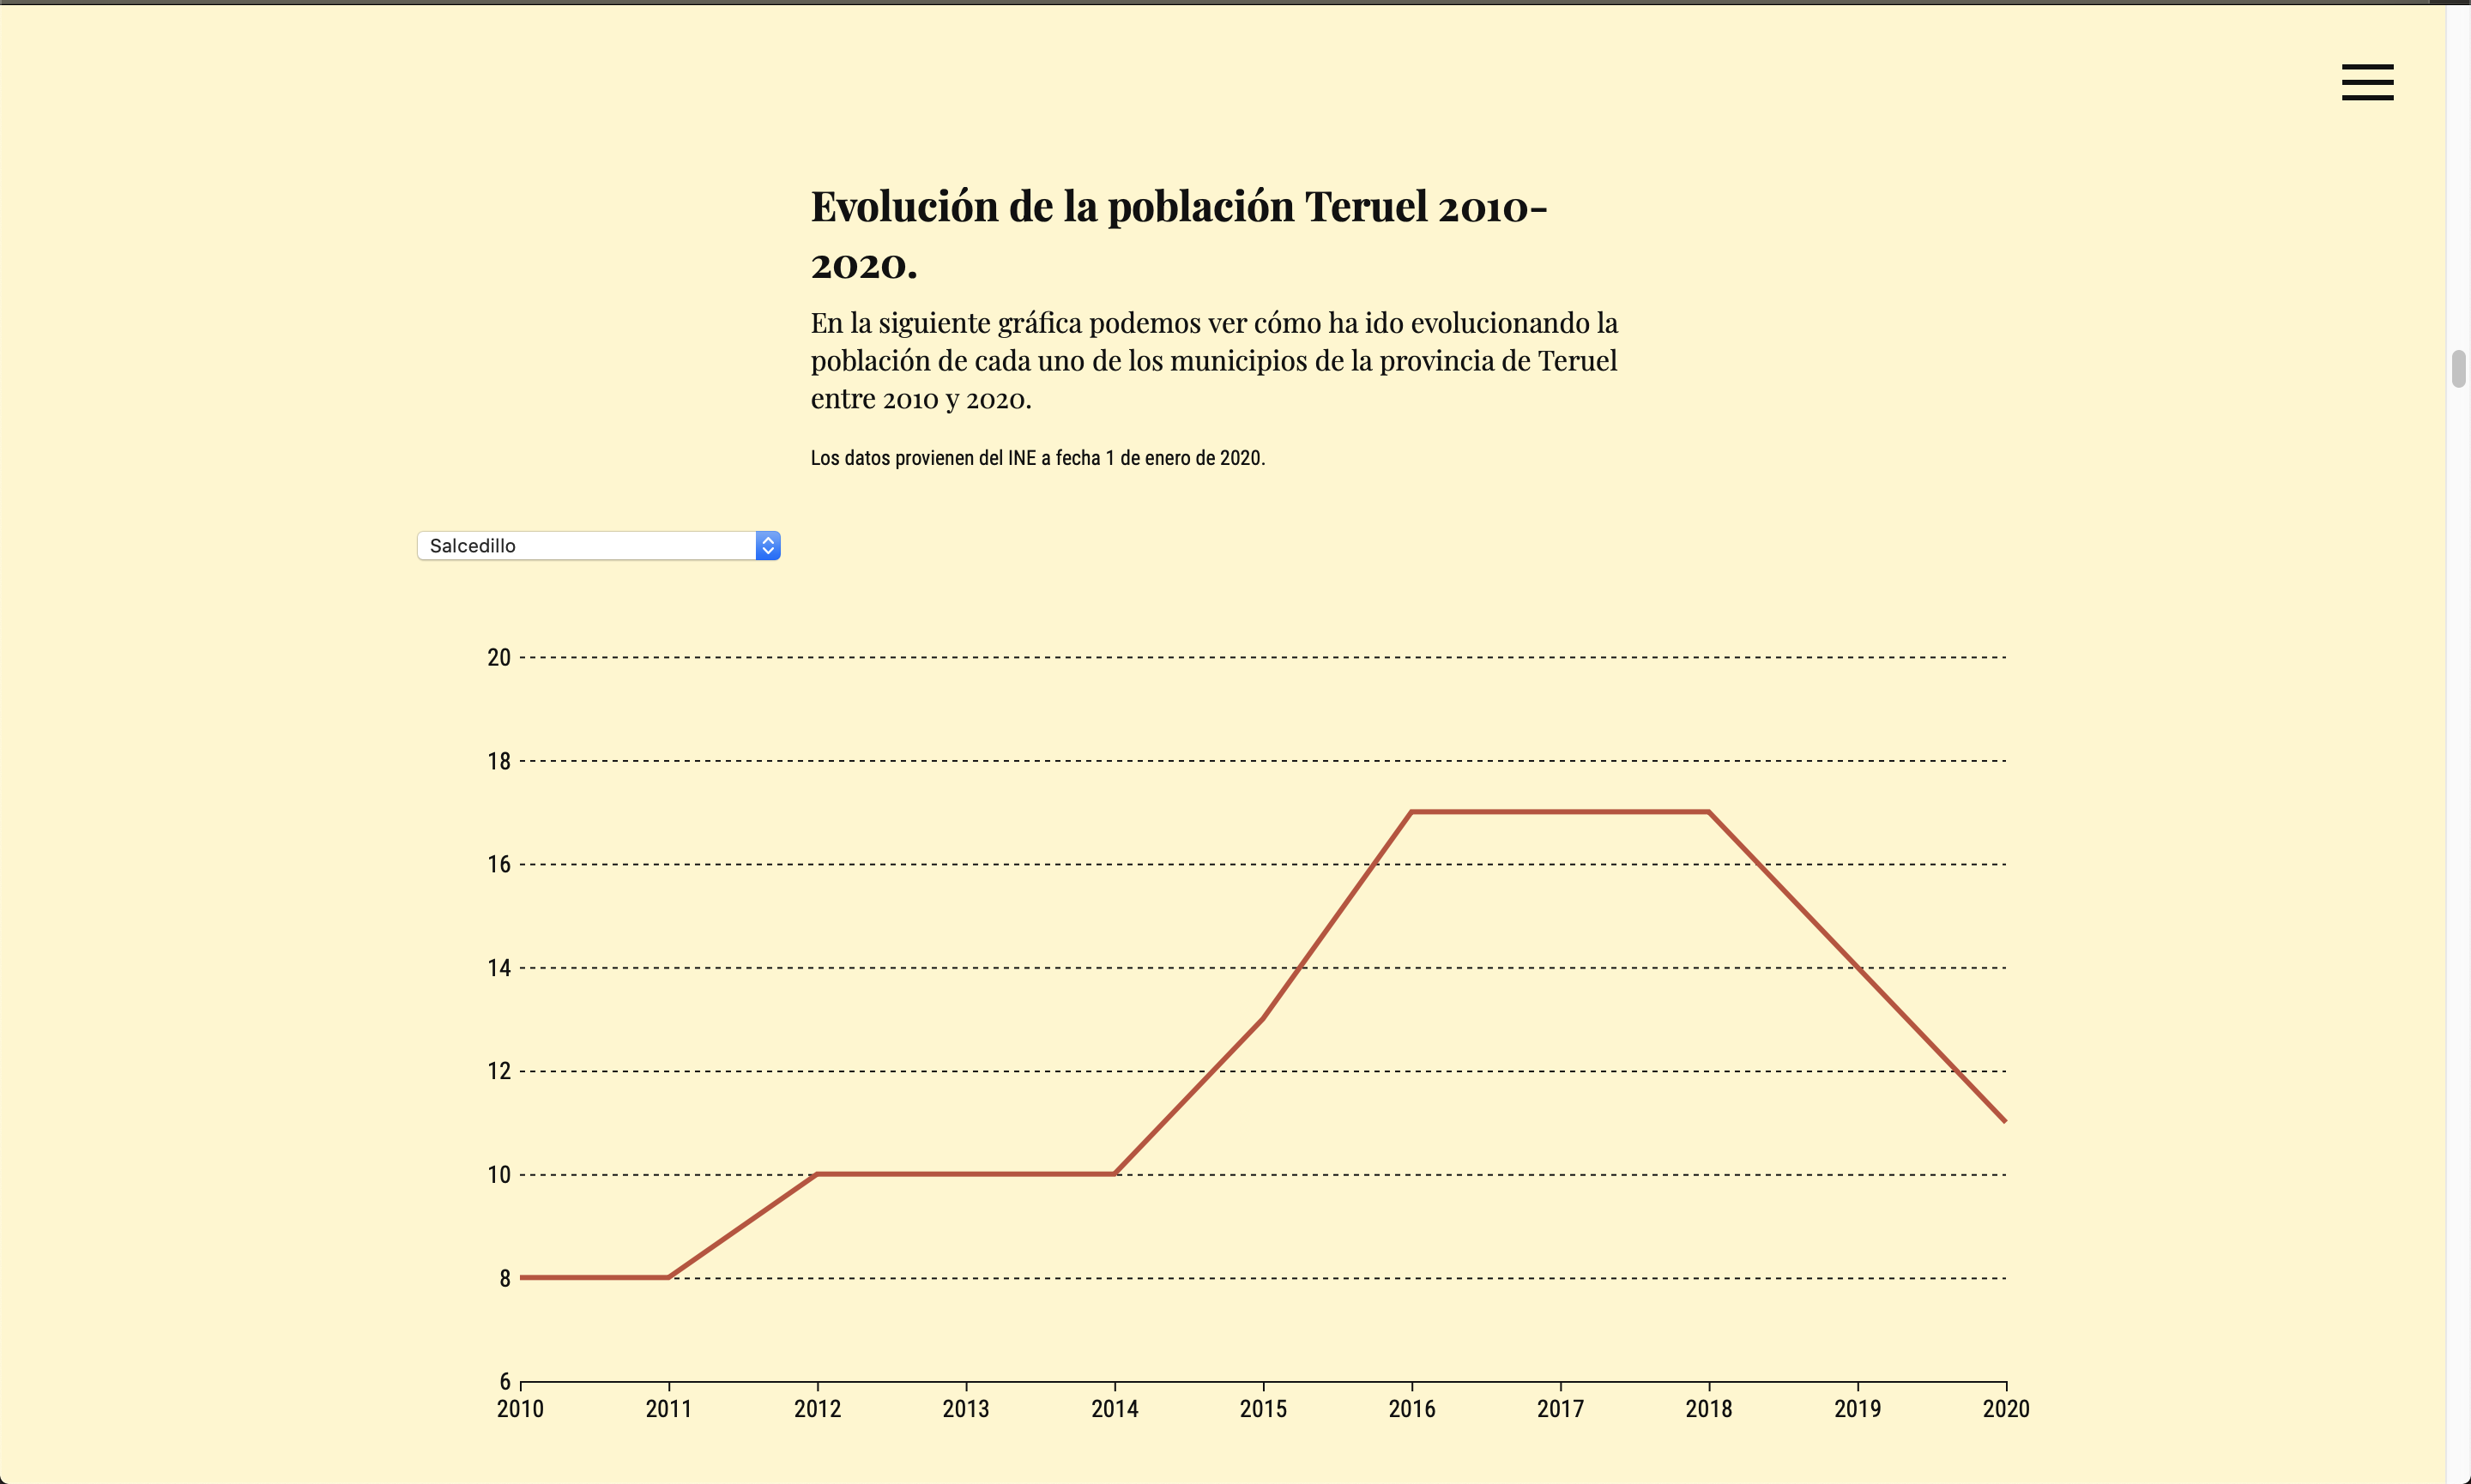 Evolución de la población Teruel 2010-
2020.
En la siguiente gráfica podemos ver cómo ha ido evolucionando la
población de cada uno de los municipios de la provincia de Teruel
entre 2010 y 2020.
Los datos provienen del INE a fecha 1 de enero de 2020.
Salcedillo
20
18
16
14
12
10
8
6
2010 2011 2012 2013 2014 2015 2016 2017 2018 2019 2020